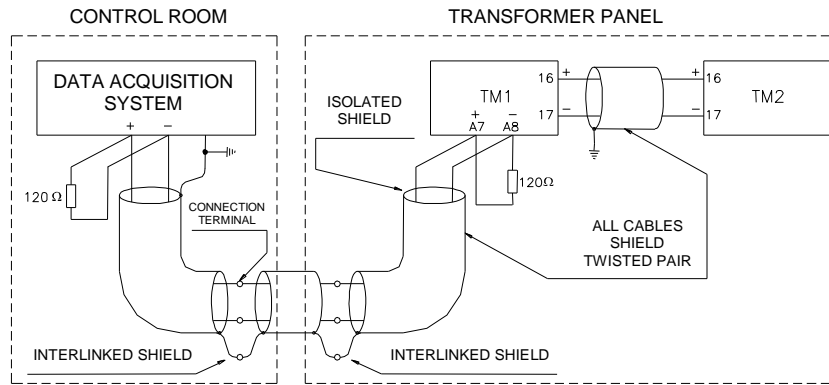 CONTROL ROOM
TRANSFORMER PANEL
DATA ACQUISITION
SYSTEM
+ −
120 Ω
CONNECTION
TERMINAL
INTERLINKED SHIELD
ISOLATED
SHIELD
TM1
16 + 16
17 − 17
+ −
A7 A8
TM2
120Ω
ALL CABLES
SHIELD
TWISTED PAIR
INTERLINKED SHIELD